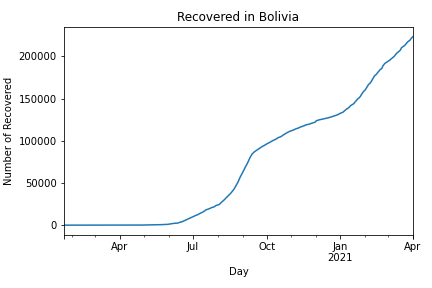 Recovered in Bolivia
Number of Recovered
200000
150000
100000
50000
0
Apr
Jul
Oct
Jan
2021
Apr
Day